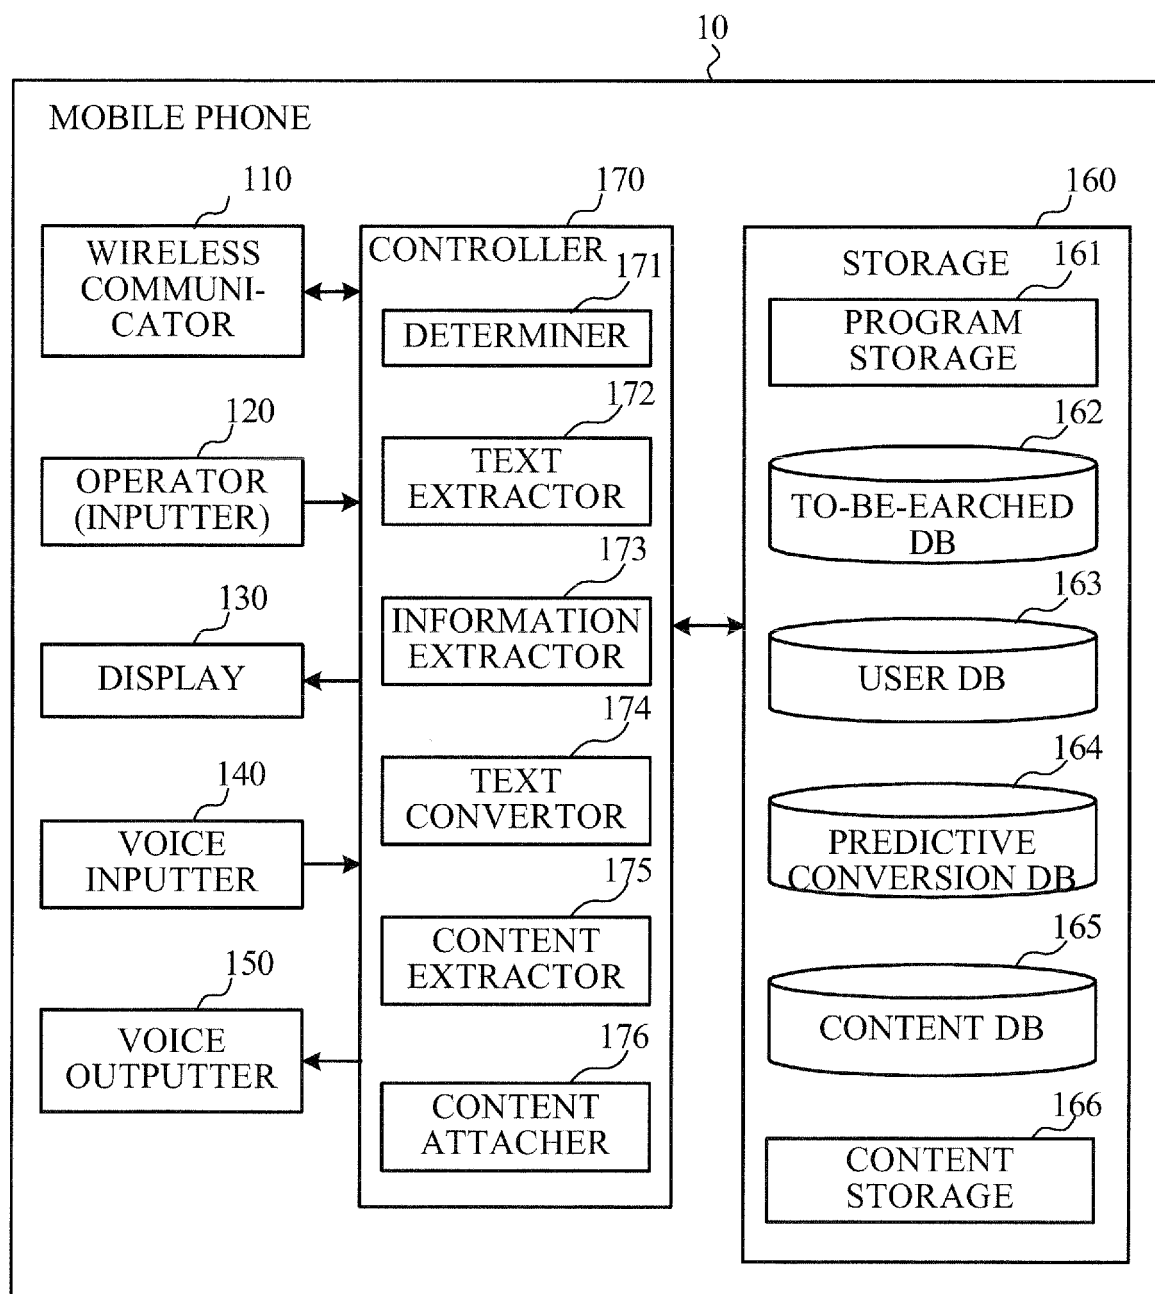 10
MOBILE PHONE
110
WIRELESS
COMMUNI-
CATOR
120
OPERATOR
(INPUTTER)
130
DISPLAY
140
VOICE
INPUTTER
150
VOICE
OUTPUTTER
170
CONTROLLER
171
DETERMINER
172
TEXT
EXTRACTOR
173
INFORMATION
EXTRACTOR
174
TEXT
CONVERTOR
175
CONTENT
EXTRACTOR
176
CONTENT
ATTACHER
160
STORAGE
161
PROGRAM
STORAGE
162
TO-BE-EARCHED
DB
163
USER DB
164
PREDICTIVE
CONVERSION DB
165
CONTENT DB
166
CONTENT
STORAGE